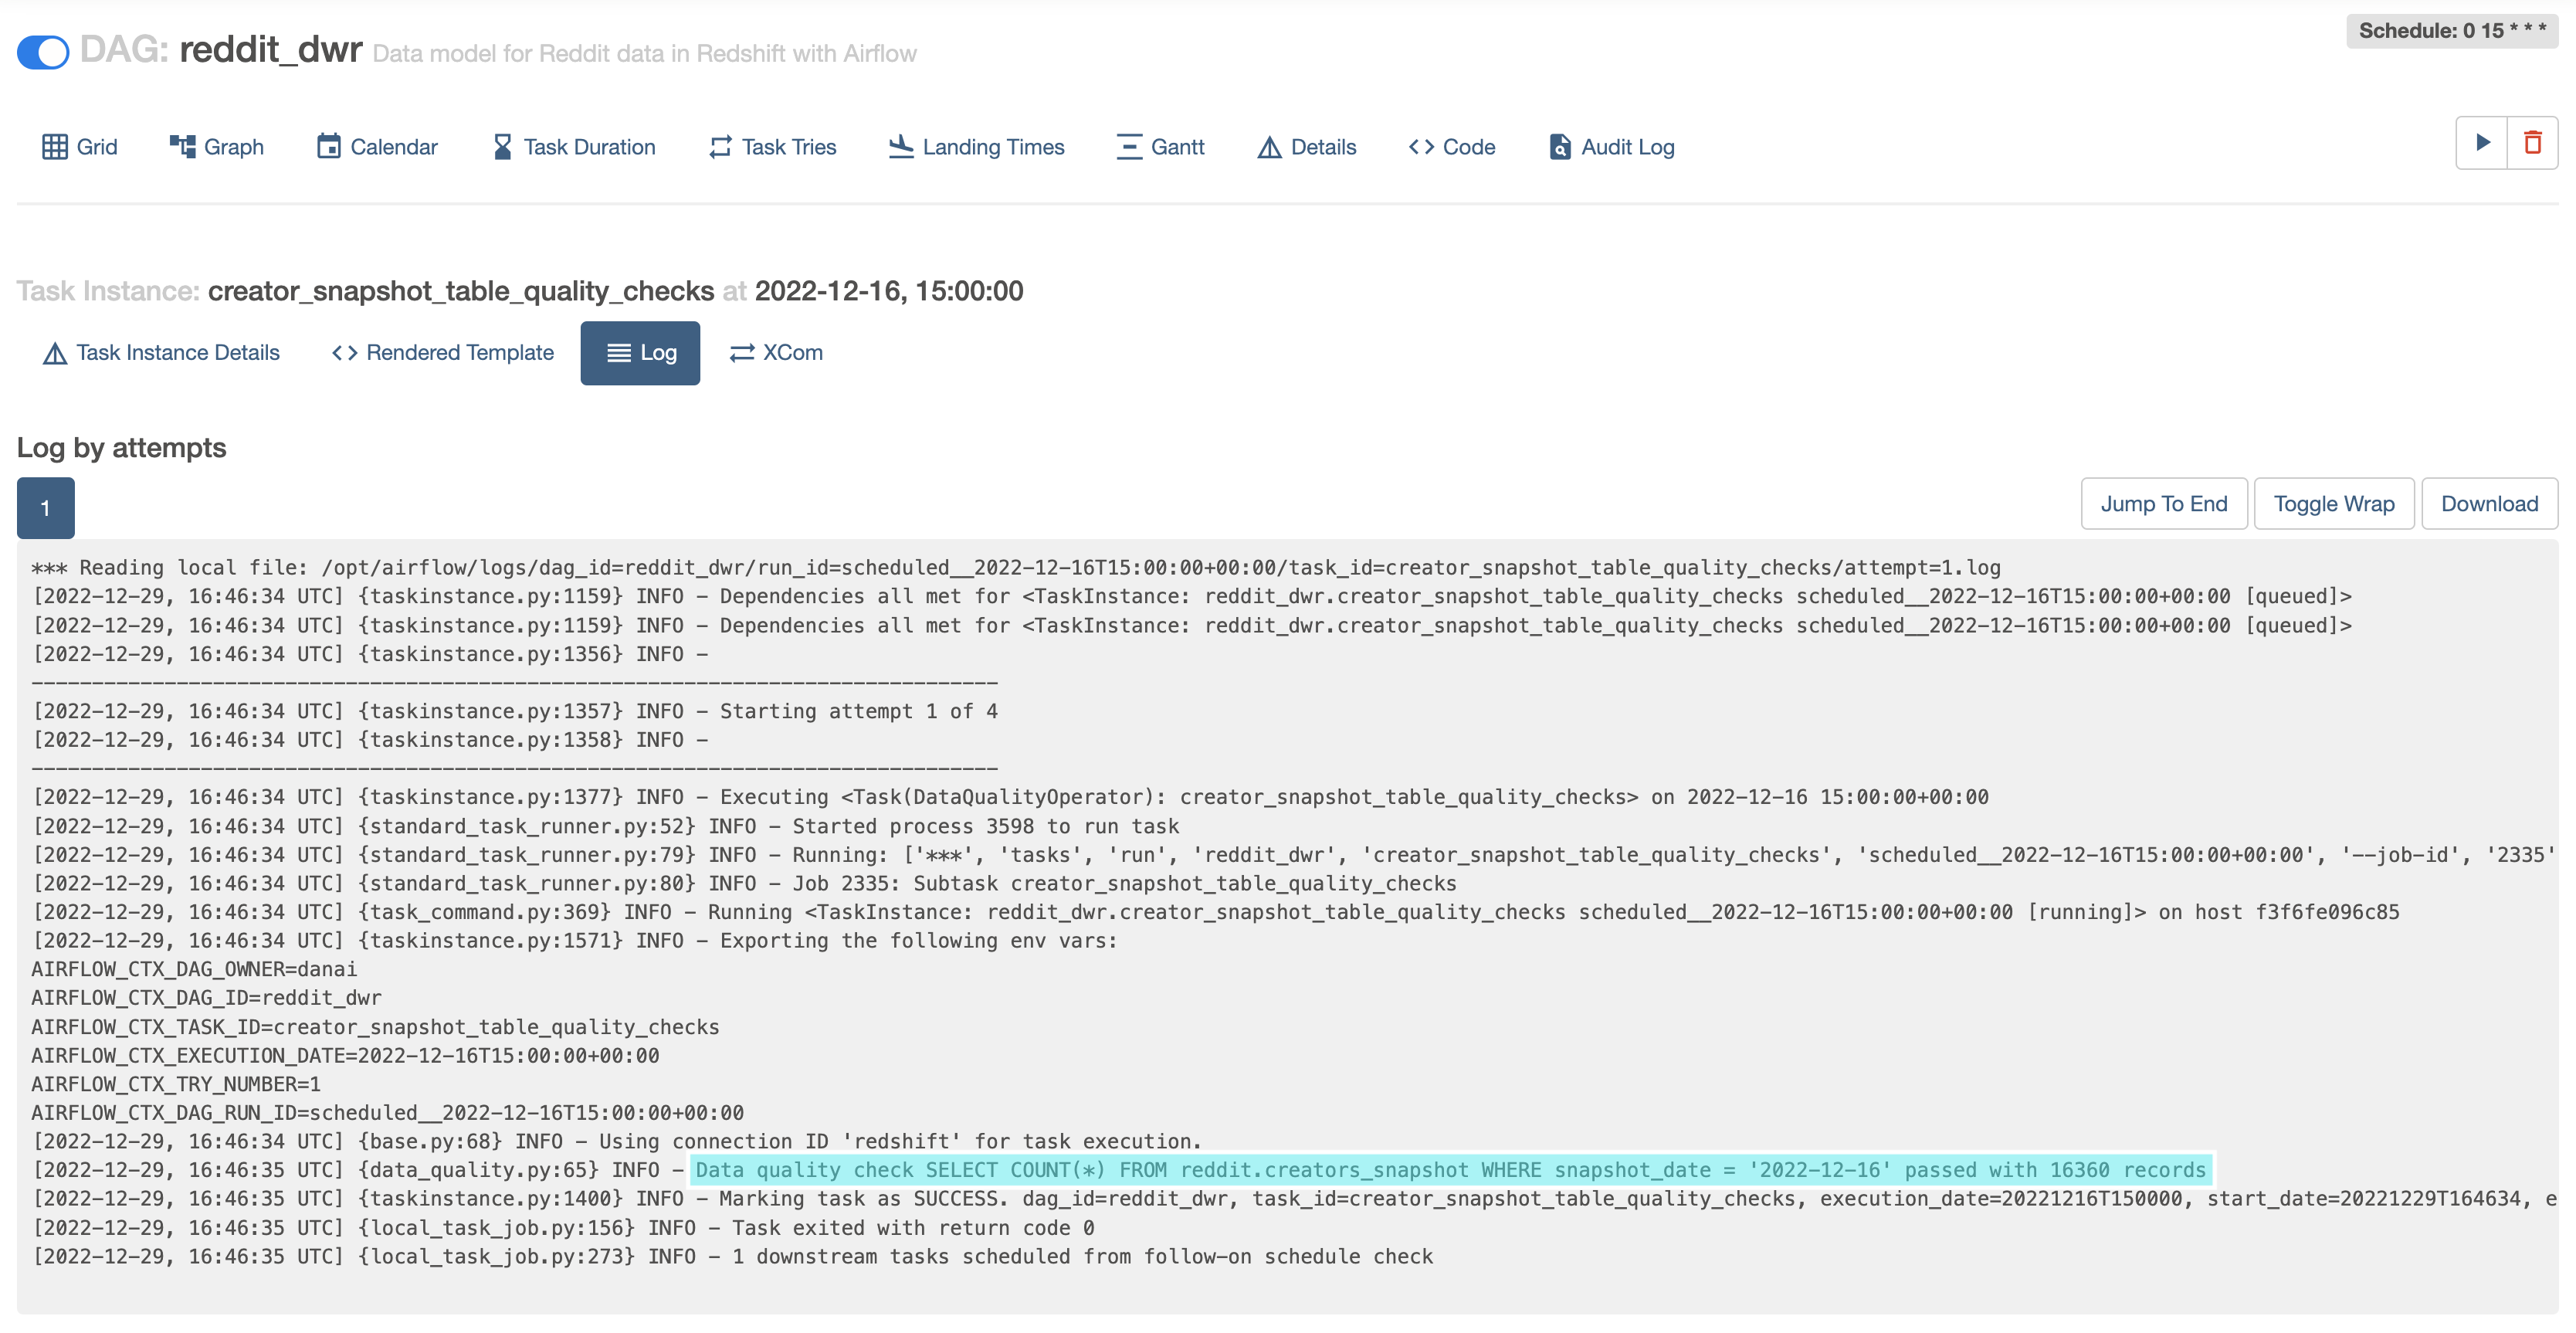 DAG: reddit_dwr Data model for Reddit data in Redshift with Airflow
Schedule: 0 15 * * *
Grid Graph Calendar Task Duration Task Tries Landing Times Gantt Details Code Audit Log
Task Instance: creator_snapshot_table_quality_checks at 2022-12-16, 15:00:00
Task Instance Details Rendered Template Log XCom
Log by attempts
1
Jump To End Toggle Wrap Download
*** Reading local file: /opt/airflow/logs/dag_id=reddit_dwr/run_id=scheduled__2022-12-16T15:00:00+00:00/task_id=creator_snapshot_table_quality_checks/attempt=1.log
[2022-12-29, 16:46:34 UTC] {taskinstance.py:1159} INFO - Dependencies all met for <TaskInstance: reddit_dwr.creator_snapshot_table_quality_checks scheduled__2022-12-16T15:00:00+00:00 [queued]>
[2022-12-29, 16:46:34 UTC] {taskinstance.py:1159} INFO - Dependencies all met for <TaskInstance: reddit_dwr.creator_snapshot_table_quality_checks scheduled__2022-12-16T15:00:00+00:00 [queued]>
[2022-12-29, 16:46:34 UTC] {taskinstance.py:1356} INFO -
--------------------------------------------------------------------------------
[2022-12-29, 16:46:34 UTC] {taskinstance.py:1357} INFO - Starting attempt 1 of 4
[2022-12-29, 16:46:34 UTC] {taskinstance.py:1358} INFO -
--------------------------------------------------------------------------------
[2022-12-29, 16:46:34 UTC] {taskinstance.py:1377} INFO - Executing <Task(DataQualityOperator): creator_snapshot_table_quality_checks> on 2022-12-16 15:00:00+00:00
[2022-12-29, 16:46:34 UTC] {standard_task_runner.py:52} INFO - Started process 3598 to run task
[2022-12-29, 16:46:34 UTC] {standard_task_runner.py:79} INFO - Running: ['***', 'tasks', 'run', 'reddit_dwr', 'creator_snapshot_table_quality_checks', 'scheduled__2022-12-16T15:00:00+00:00', '--job-id', '2335'
[2022-12-29, 16:46:34 UTC] {standard_task_runner.py:80} INFO - Job 2335: Subtask creator_snapshot_table_quality_checks
[2022-12-29, 16:46:34 UTC] {task_command.py:369} INFO - Running <TaskInstance: reddit_dwr.creator_snapshot_table_quality_checks scheduled__2022-12-16T15:00:00+00:00 [running]> on host f3f6fe096c85
[2022-12-29, 16:46:34 UTC] {taskinstance.py:1571} INFO - Exporting the following env vars:
AIRFLOW_CTX_DAG_OWNER=danai
AIRFLOW_CTX_DAG_ID=reddit_dwr
AIRFLOW_CTX_TASK_ID=creator_snapshot_table_quality_checks
AIRFLOW_CTX_EXECUTION_DATE=2022-12-16T15:00:00+00:00
AIRFLOW_CTX_TRY_NUMBER=1
AIRFLOW_CTX_DAG_RUN_ID=scheduled__2022-12-16T15:00:00+00:00
[2022-12-29, 16:46:34 UTC] {base.py:68} INFO - Using connection ID 'redshift' for task execution.
[2022-12-29, 16:46:35 UTC] {data_quality.py:65} INFO - Data quality check SELECT COUNT(*) FROM reddit.creators_snapshot WHERE snapshot_date = '2022-12-16' passed with 16360 records
[2022-12-29, 16:46:35 UTC] {taskinstance.py:1400} INFO - Marking task as SUCCESS. dag_id=reddit_dwr, task_id=creator_snapshot_table_quality_checks, execution_date=20221216T150000, start_date=20221229T164634, e
[2022-12-29, 16:46:35 UTC] {local_task_job.py:156} INFO - Task exited with return code 0
[2022-12-29, 16:46:35 UTC] {local_task_job.py:273} INFO - 1 downstream tasks scheduled from follow-on schedule check